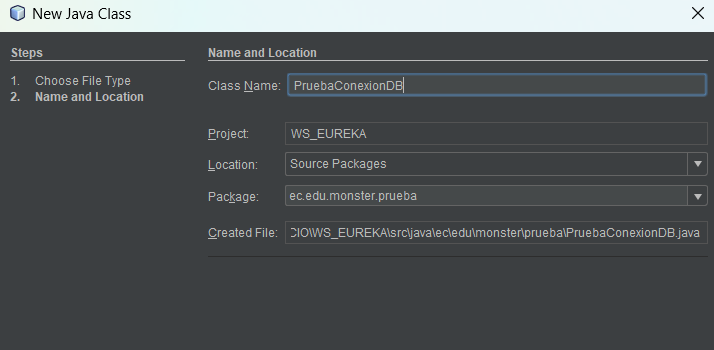 New Java Class
Steps
1. Choose File Type
2. Name and Location
Name and Location
Class Name: PruebaConexionDB
Project: WS_EUREKA
Location: Source Packages
Package: ec.edu.monster.prueba
Created File: CIO\WS_EUREKA\src\java\ec\edu\monster\prueba\PruebaConexionDB.java